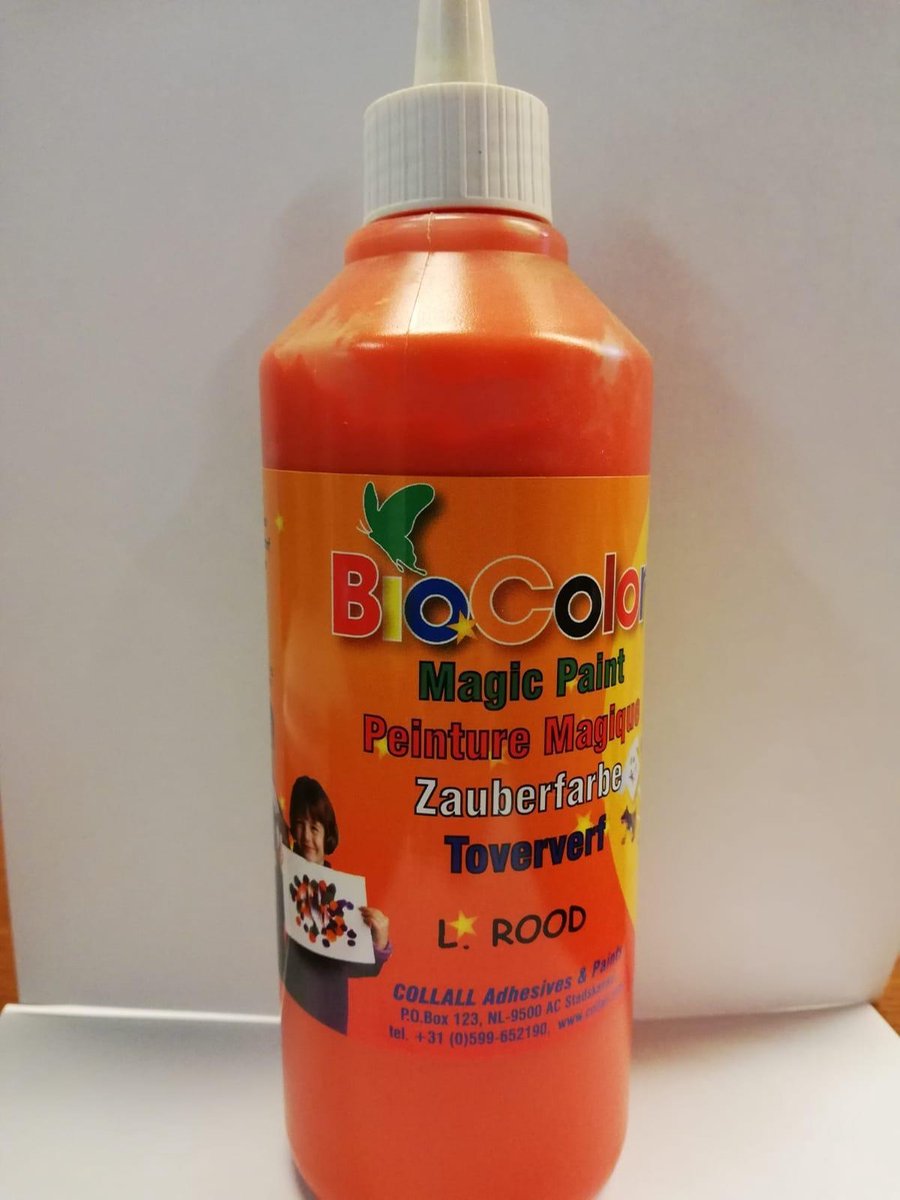 BioColor
Magic Paint
Peinture Magique
Zauberfarbe
Toververf
L. ROOD
COLLALL Adhesives & Paints
P.O.Box 123, NL-9500 AC
tel. +31 (0)599-652190,